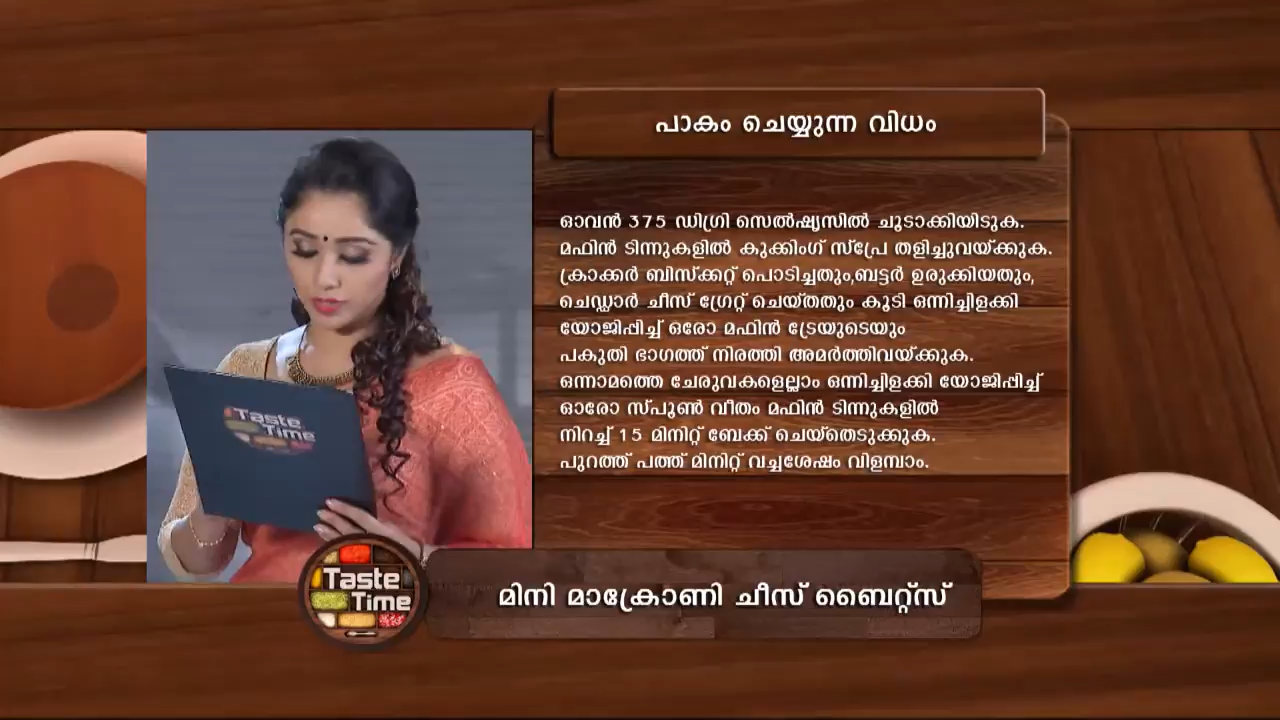 പാകം ചെയ്യുന്ന വിധം
ഓവൻ 375 ഡിഗ്രി സെൽഷ്യസിൽ ചൂടാക്കിയിടുക.
മഫിൻ ടിന്നുകളിൽ കുക്കിംഗ് സ്പ്രേ തളിച്ചുവയ്ക്കുക.
ക്രാക്കർ ബിസ്ക്കറ്റ് പൊടിച്ചതും,ബട്ടർ ഉരുക്കിയതും,
ചെഡ്ഡാർ ചീസ് ഗ്രേറ്റ് ചെയ്തതും കൂടി ഒന്നിച്ചിളക്കി
യോജിപ്പിച്ച് ഒരോ മഫിൻ ട്രേയുടെയും
പകുതി ഭാഗത്ത് നിരത്തി അമർത്തിവയ്ക്കുക.
ഒന്നാമത്തെ ചേരുവകളെല്ലാം ഒന്നിച്ചിളക്കി യോജിപ്പിച്ച്
ഓരോ സ്പൂൺ വീതം മഫിൻ ടിന്നുകളിൽ
നിറച്ച് 15 മിനിറ്റ് ബേക്ക് ചെയ്തെടുക്കുക.
പുറത്ത് പത്ത് മിനിറ്റ് വച്ചശേഷം വിളമ്പാം.
Taste
Time
Taste
Time
മിനി മാക്രോണി ചീസ് ബൈറ്റ്സ്